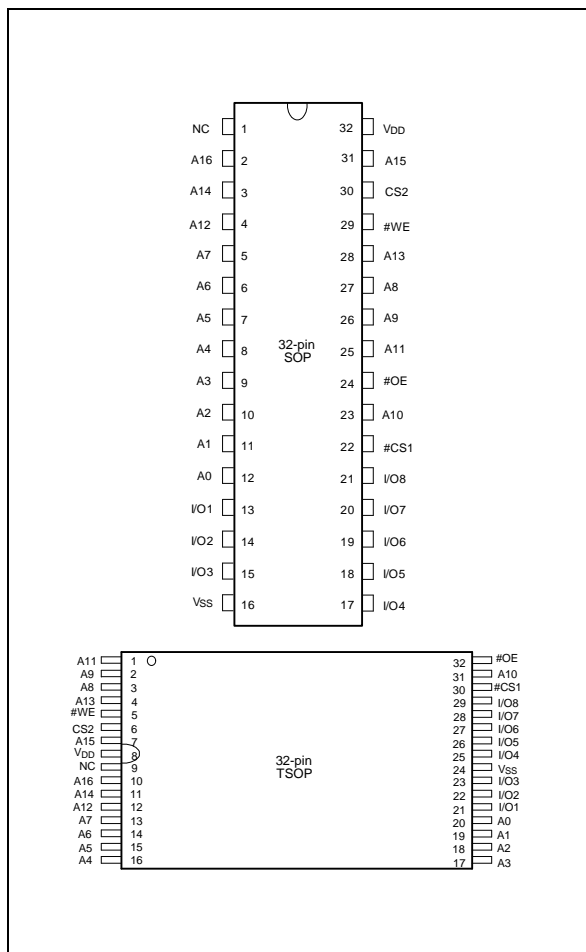 NC 1 32 VDD
A16 2 31 A15
A14 3 30 CS2
A12 4 29 #WE
A7 5 28 A13
A6 6 27 A8
A5 7 26 A9
A4 8 32-pin SOP 25 A11
A3 9 24 #OE
A2 10 23 A10
A1 11 22 #CS1
A0 12 21 I/O8
I/O1 13 20 I/O7
I/O2 14 19 I/O6
I/O3 15 18 I/O5
VSS 16 17 I/O4
A11 1 32 #OE
A9 2 31 A10
A8 3 30 #CS1
A13 4 29 I/O8
#WE 5 28 I/O7
CS2 6 27 I/O6
A15 7 26 I/O5
VDD 8 25 I/O4
NC 9 32-pin TSOP 24 VSS
A16 10 23 I/O3
A14 11 22 I/O2
A12 12 21 I/O1
A7 13 20 A0
A6 14 19 A1
A5 15 18 A2
A4 16 17 A3